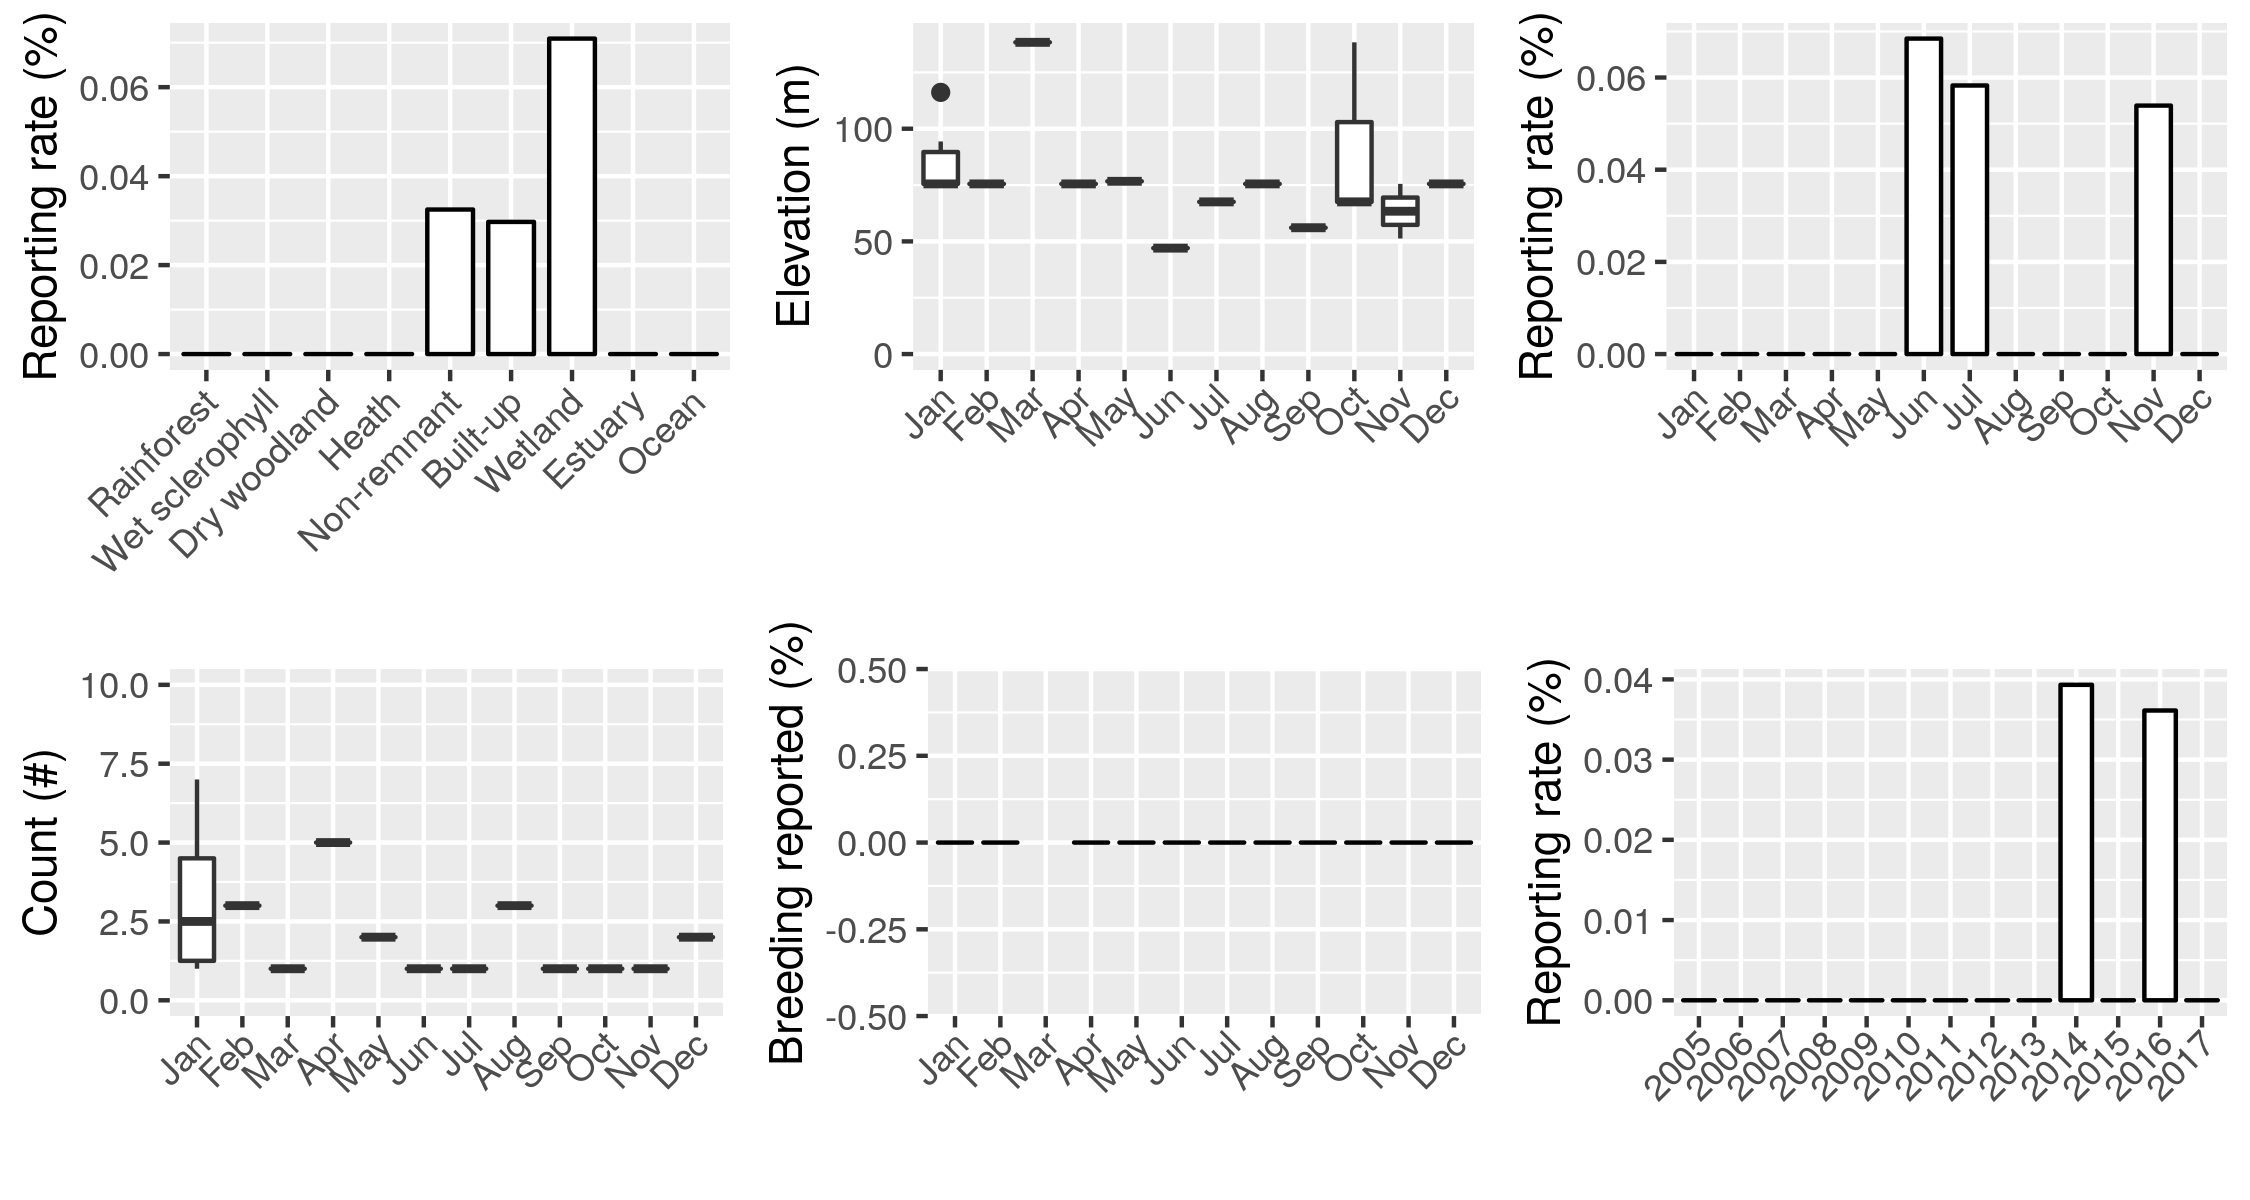 Reporting rate (%)
0.06
0.04
0.02
0.00
Rainforest
Wet sclerophyll
Dry woodland
Heath
Non-remnant
Built-up
Wetland
Estuary
Ocean
Elevation (m)
100
50
0
Jan
Feb
Mar
Apr
May
Jun
Jul
Aug
Sep
Oct
Nov
Dec
Reporting rate (%)
0.06
0.04
0.02
0.00
Jan
Feb
Mar
Apr
May
Jun
Jul
Aug
Sep
Oct
Nov
Dec
Count (#)
10.0
7.5
5.0
2.5
0.0
Jan
Feb
Mar
Apr
May
Jun
Jul
Aug
Sep
Oct
Nov
Dec
Breeding reported (%)
0.50
0.25
0.00
-0.25
-0.50
Jan
Feb
Mar
Apr
May
Jun
Jul
Aug
Sep
Oct
Nov
Dec
Reporting rate (%)
0.04
0.03
0.02
0.01
0.00
2005
2006
2007
2008
2009
2010
2011
2012
2013
2014
2015
2016
2017